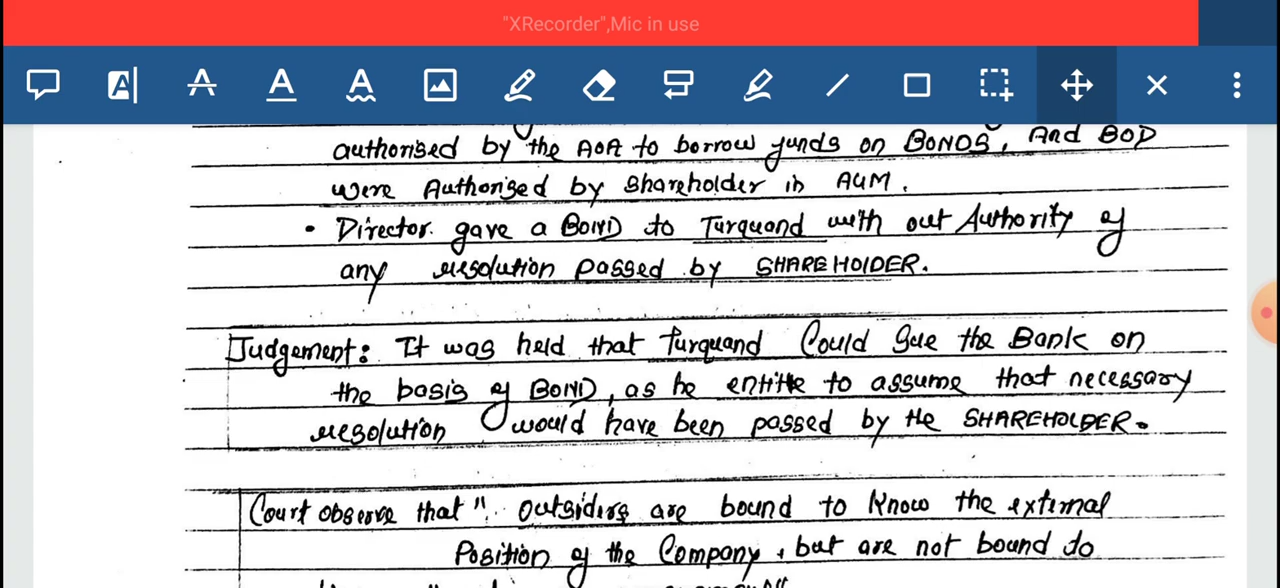 "XRecorder",Mic in use
authorised by the AOA to borrow funds on BONDS, And BOD
were Authorised by Shareholder in AGM.
• Director gave a BOND to Turquand with out Authority of
any resolution passed by SHAREHOLDER.
Judgement: It was held that Turquand Could Sue the Bank on
the basis of BOND, as he entitle to assume that necessary
resolution would have been passed by the SHAREHOLDER.
Court observe that " outsiders are bound to Know the external
Position of the Company, but are not bound do